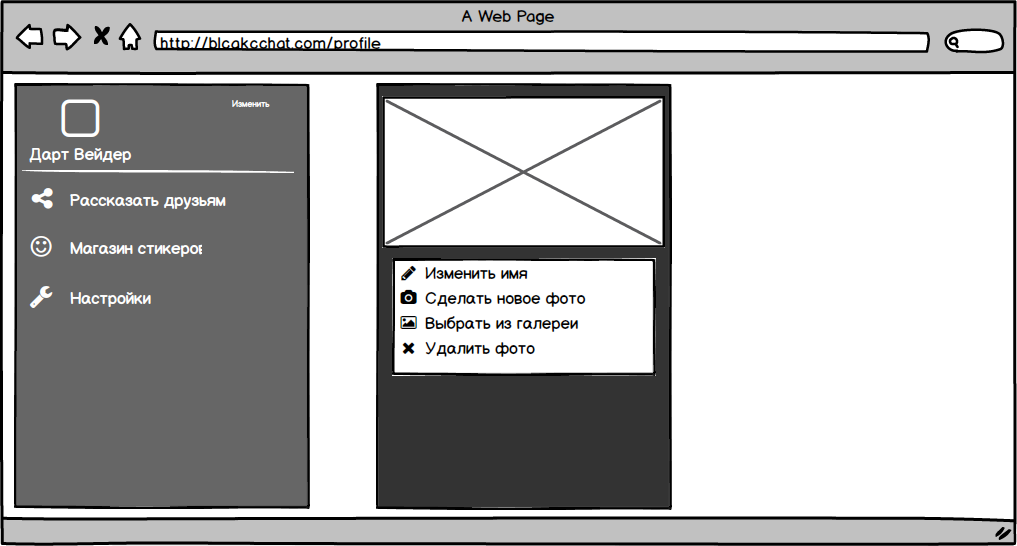 A Web Page
http://blcakcchat.com/profile
Изменить
Дарт Вейдер
Рассказать друзьям
Магазин стикеров
Настройки
Изменить имя
Сделать новое фото
Выбрать из галереи
Удалить фото